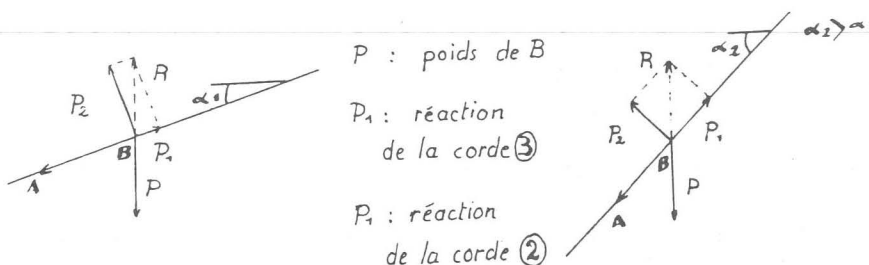 R
P₂
α1
B
P₁
A
P
P : poids de B
P₁ : réaction
de la corde ③
P₁ : réaction
de la corde ②
α₂
α₂ > α
R
P₂
P₁
B
P
A